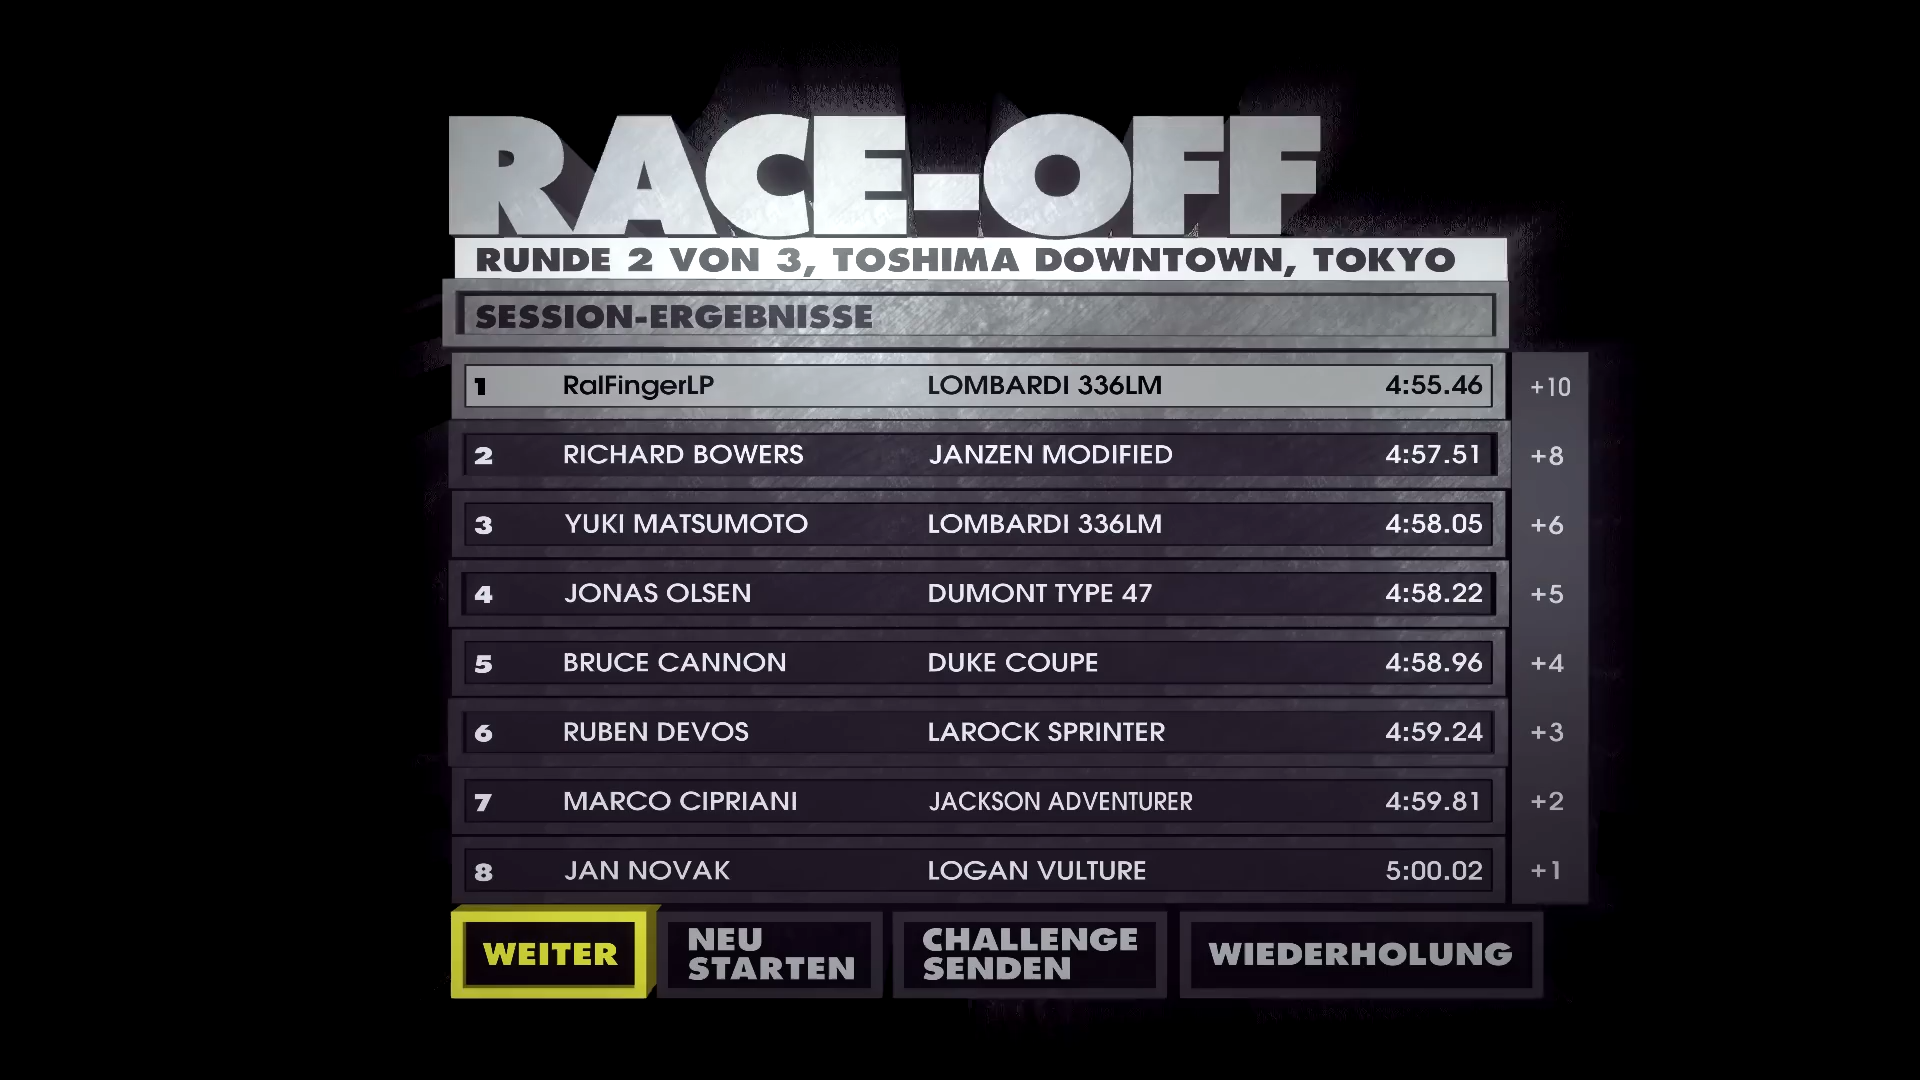 RACE-OFF
RUNDE 2 VON 3, TOSHIMA DOWNTOWN, TOKYO
SESSION-ERGEBNISSE
1 RalFingerLP LOMBARDI 336LM 4:55.46 +10
2 RICHARD BOWERS JANZEN MODIFIED 4:57.51 +8
3 YUKI MATSUMOTO LOMBARDI 336LM 4:58.05 +6
4 JONAS OLSEN DUMONT TYPE 47 4:58.22 +5
5 BRUCE CANNON DUKE COUPE 4:58.96 +4
6 RUBEN DEVOS LAROCK SPRINTER 4:59.24 +3
7 MARCO CIPRIANI JACKSON ADVENTURER 4:59.81 +2
8 JAN NOVAK LOGAN VULTURE 5:00.02 +1
WEITER
NEU
STARTEN
CHALLENGE
SENDEN
WIEDERHOLUNG